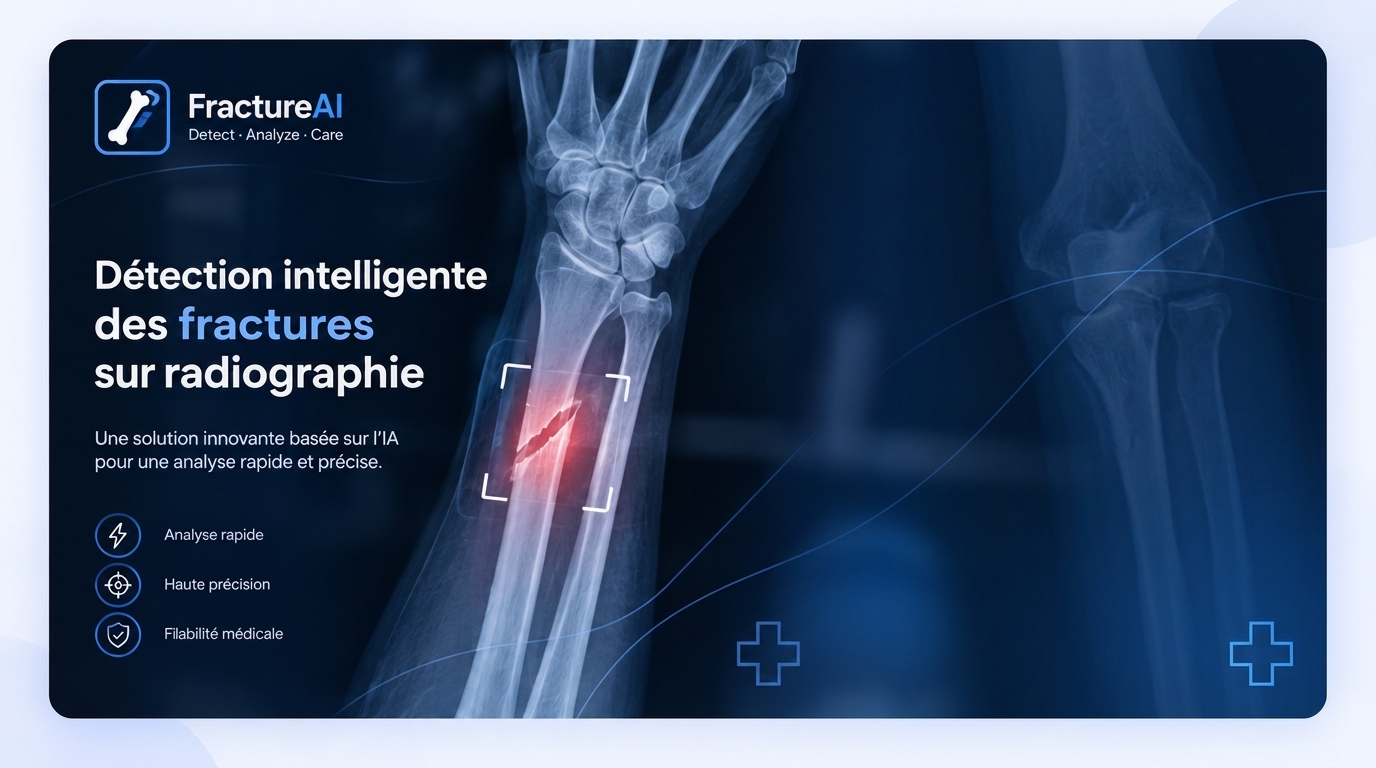 FractureAI
Detect · Analyze · Care
Détection intelligente
des fractures
sur radiographie
Une solution innovante basée sur l'IA
pour une analyse rapide et précise.
Analyse rapide
Haute précision
Filabilité médicale